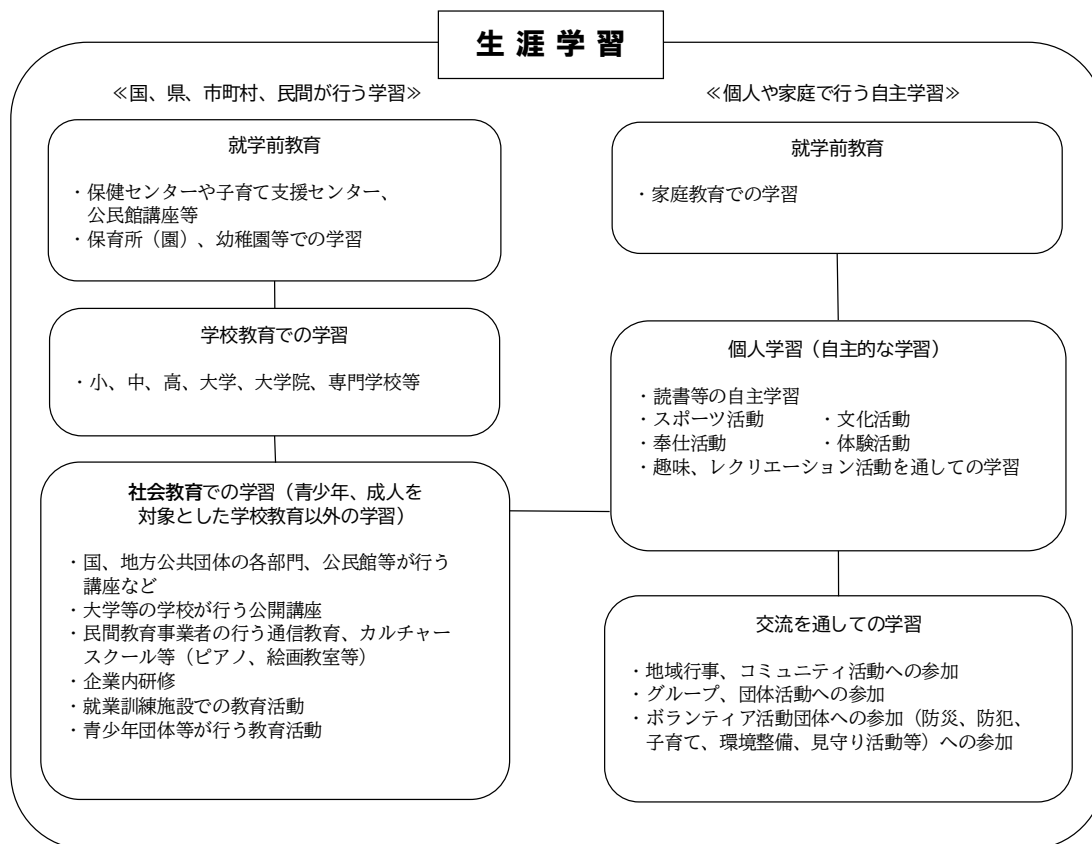 生涯学習
≪国、県、市町村、民間が行う学習≫
就学前教育
・保健センターや子育て支援センター、
公民館講座等
・保育所（園）、幼稚園等での学習
学校教育での学習
・小、中、高、大学、大学院、専門学校等
社会教育での学習（青少年、成人を
対象とした学校教育以外の学習）
・国、地方公共団体の各部門、公民館等が行う
講座など
・大学等の学校が行う公開講座
・民間教育事業者の行う通信教育、カルチャー
スクール等（ピアノ、絵画教室等）
・企業内研修
・就業訓練施設での教育活動
・青少年団体等が行う教育活動
≪個人や家庭で行う自主学習≫
就学前教育
・家庭教育での学習
個人学習（自主的な学習）
・読書等の自主学習
・スポーツ活動　　・文化活動
・奉仕活動　　　　・体験活動
・趣味、レクリエーション活動を通しての学習
交流を通しての学習
・地域行事、コミュニティ活動への参加
・グループ、団体活動への参加
・ボランティア活動団体への参加（防災、防犯、
子育て、環境整備、見守り活動等）への参加